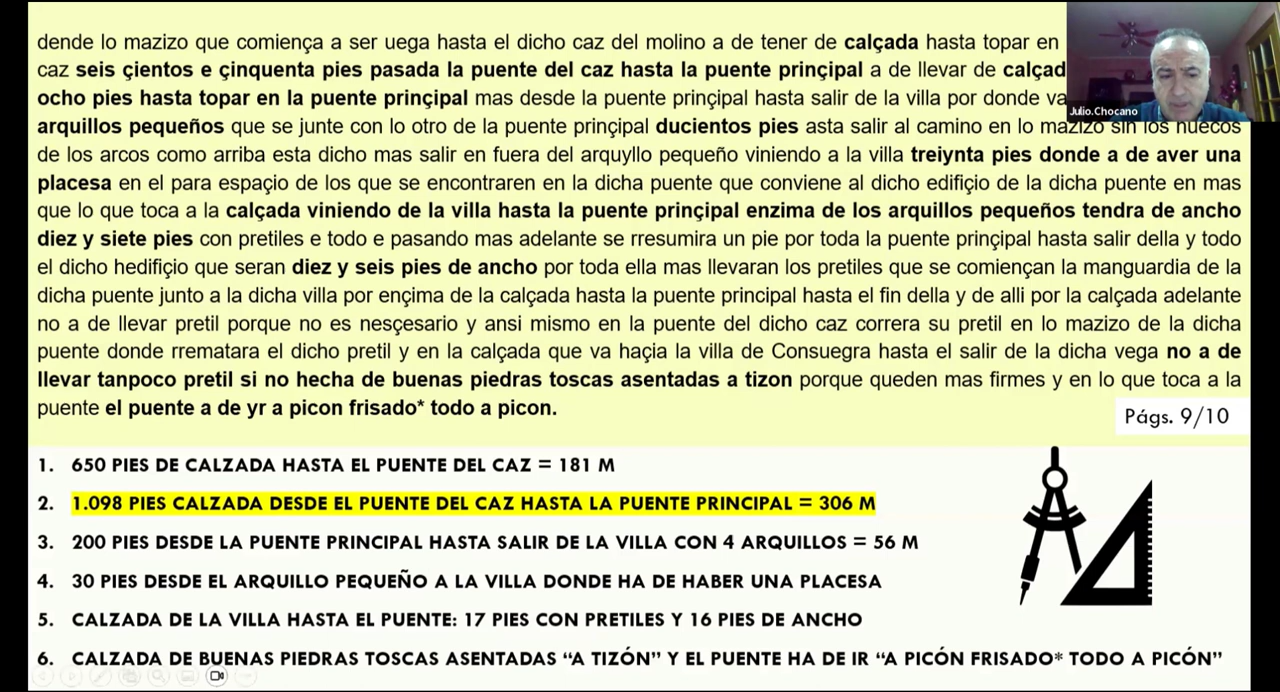 dende lo mazizo que comiença a ser uega hasta el dicho caz del molino a de tener de calçada hasta topar en
caz seis çientos e çinquenta pies pasada la puente del caz hasta la puente prinçipal a de llevar de calçad
ocho pies hasta topar en la puente prinçipal mas desde la puente prinçipal hasta salir de la villa por donde va
Julio.Chocano
arquillos pequeños que se junte con lo otro de la puente prinçipal ducientos pies asta salir al camino en lo mazizo sin los huecos
de los arcos como arriba esta dicho mas salir en fuera del arquyllo pequeño viniendo a la villa treiynta pies donde a de aver una
placesa en el para espaçio de los que se encontraren en la dicha puente que conviene al dicho edifiçio de la dicha puente en mas
que lo que toca a la calçada viniendo de la villa hasta la puente prinçipal enzima de los arquillos pequeños tendra de ancho
diez y siete pies con pretiles e todo e pasando mas adelante se rresumira un pie por toda la puente prinçipal hasta salir della y todo
el dicho hedifiçio que seran diez y seis pies de ancho por toda ella mas llevaran los pretiles que se comiençan la manguardia de la
dicha puente junto a la dicha villa por ençima de la calçada hasta la puente principal hasta el fin della y de alli por la calçada adelante
no a de llevar pretil porque no es nesçesario y ansi mismo en la puente del dicho caz correra su pretil en lo mazizo de la dicha
puente donde rrematara el dicho pretil y en la calçada que va haçia la villa de Consuegra hasta el salir de la dicha vega no a de
llevar tanpoco pretil si no hecha de buenas piedras toscas asentadas a tizon porque queden mas firmes y en lo que toca a la
puente el puente a de yr a picon frisado* todo a picon.
Págs. 9/10
1. 650 PIES DE CALZADA HASTA EL PUENTE DEL CAZ = 181 M
2. 1.098 PIES CALZADA DESDE EL PUENTE DEL CAZ HASTA LA PUENTE PRINCIPAL = 306 M
3. 200 PIES DESDE LA PUENTE PRINCIPAL HASTA SALIR DE LA VILLA CON 4 ARQUILLOS = 56 M
4. 30 PIES DESDE EL ARQUILLO PEQUEÑO A LA VILLA DONDE HA DE HABER UNA PLACESA
5. CALZADA DE LA VILLA HASTA EL PUENTE: 17 PIES CON PRETILES Y 16 PIES DE ANCHO
6. CALZADA DE BUENAS PIEDRAS TOSCAS ASENTADAS “A TIZÓN” Y EL PUENTE HA DE IR “A PICÓN FRISADO* TODO A PICÓN”